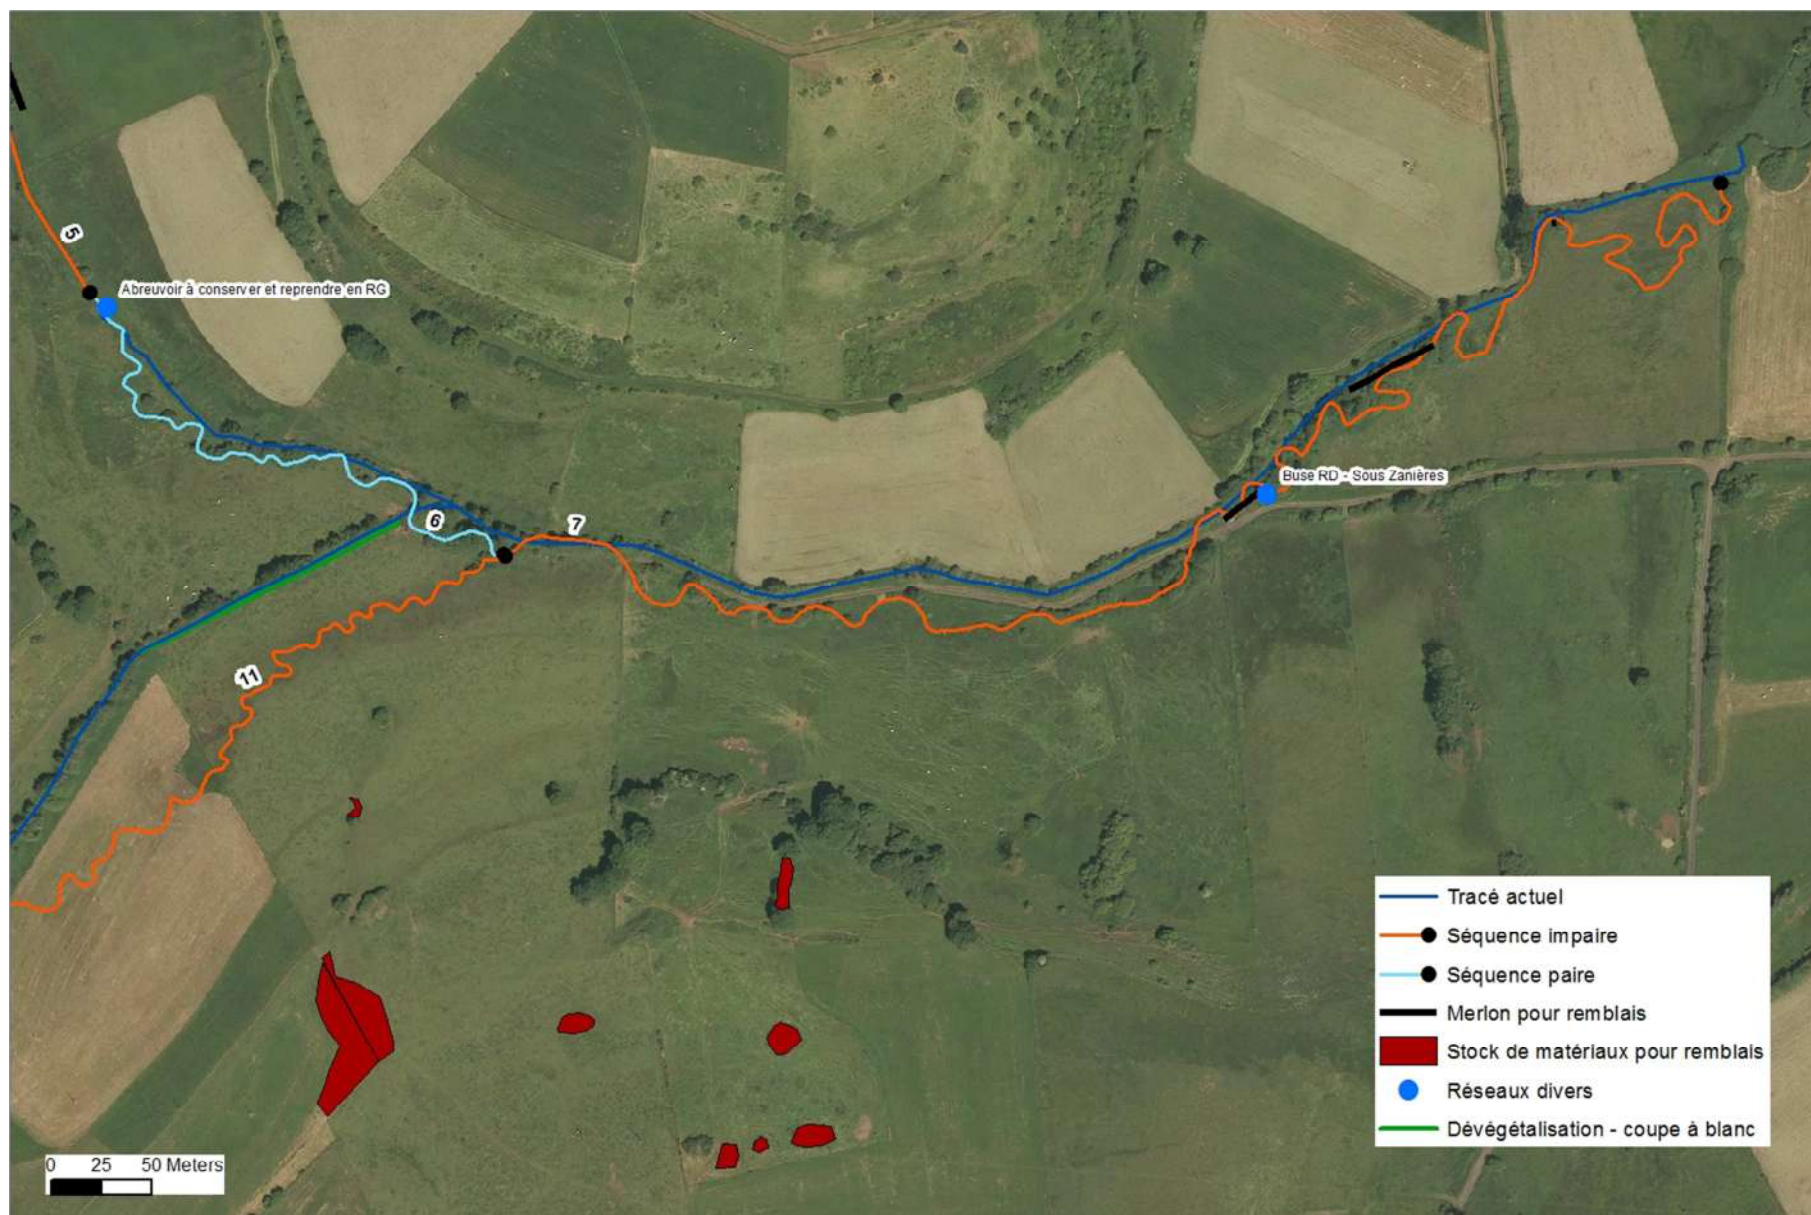 5
Abreuvoir à conserver et reprendre en RG
Buse RD - Sous Zanières
6
7
11
Tracé actuel
Séquence impaire
Séquence paire
Merlon pour remblais
Stock de matériaux pour remblais
Réseaux divers
Dévégétalisation - coupe à blanc
0 25 50 Meters